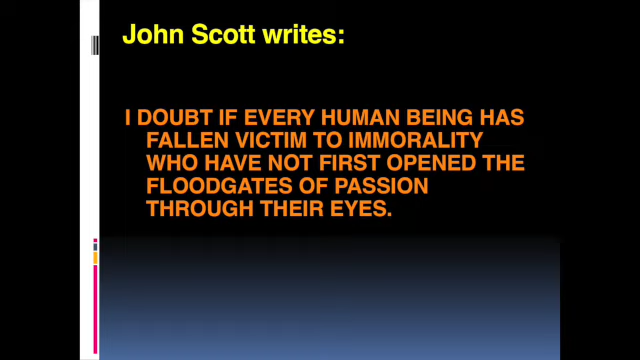 John Scott writes:
I DOUBT IF EVERY HUMAN BEING HAS
FALLEN VICTIM TO IMMORALITY
WHO HAVE NOT FIRST OPENED THE
FLOODGATES OF PASSION
THROUGH THEIR EYES.